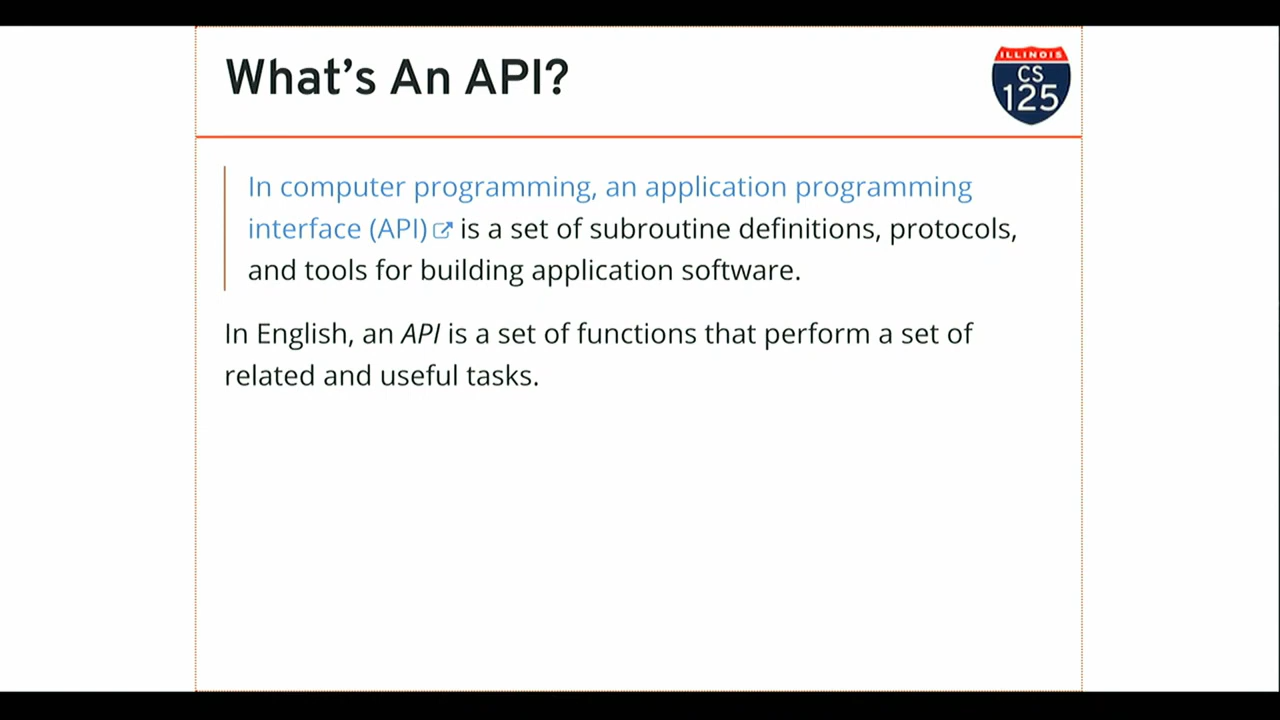 What's An API?
ILLINOIS
CS
125
In computer programming, an application programming
interface (API) is a set of subroutine definitions, protocols,
and tools for building application software.
In English, an API is a set of functions that perform a set of
related and useful tasks.